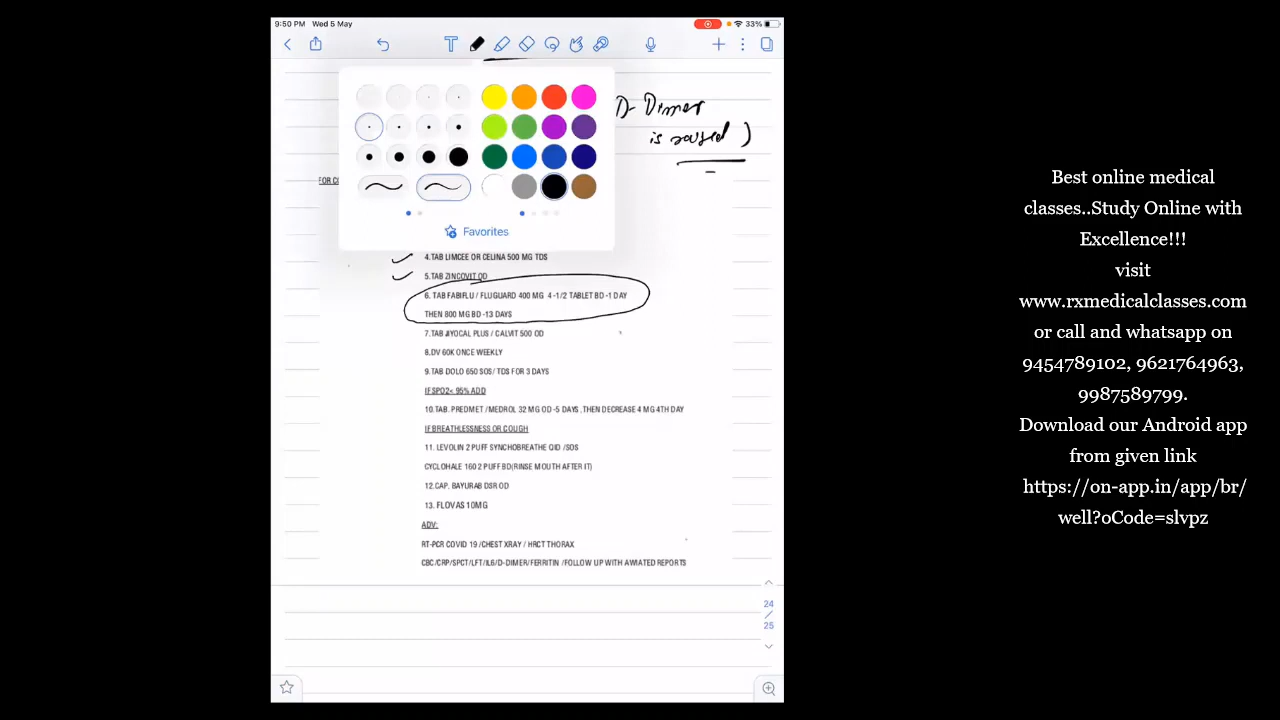 9:50 PM Wed 5 May
33%
T
D-Dimer
is raised )
FOR CO
Favorites
4.TAB LIMCEE OR CELINA 500 MG TDS
5.TAB ZINCOVIT OD
6. TAB FABIFLU / FLUGUARD 400 MG 4 -1/2 TABLET BD -1 DAY
THEN 800 MG BD -13 DAYS
7.TAB JIYOCAL PLUS / CALVIT 500 OD
8.DV 60K ONCE WEEKLY
9.TAB DOLO 650 SOS/ TDS FOR 3 DAYS
IF SPO2< 95% ADD
10.TAB. PREDMET /MEDROL 32 MG OD -5 DAYS ,THEN DECREASE 4 MG 4TH DAY
IF BREATHLESSNESS OR COUGH
11. LEVOLIN 2 PUFF SYNCHOBREATHE QID /SOS
CYCLOHALE 160 2 PUFF BD(RINSE MOUTH AFTER IT)
12.CAP. BAYURAB DSR OD
13. FLOVAS 10MG
ADV:
RT-PCR COVID 19 /CHEST XRAY / HRCT THORAX
CBC/CRP/SPCT/LFT/IL6/D-DIMER/FERRITIN /FOLLOW UP WITH AWIATED REPORTS
24
/
25
Best online medical
classes..Study Online with
Excellence!!!
visit
www.rxmedicalclasses.com
or call and whatsapp on
9454789102, 9621764963,
9987589799.
Download our Android app
from given link
https://on-app.in/app/br/
well?oCode=slvpz